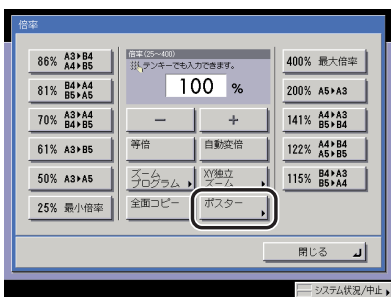 倍率
86% A3▶B4
A4▶B5
81% B4▶A4
B5▶A5
70% A4▶B4
B4▶B5
61% A3▶B5
50% A3▶A5
25% 最小倍率
倍率(25~400)
テンキーでも入力できます。
100 %
－ ＋
等倍 自動変倍
ズーム
プログラム▶
XY独立
ズーム▶
全面コピー ポスター▶
400% 最大倍率
200% A5▶A3
141% A4▶A3
B5▶B4
122% A4▶B4
A5▶B5
115% B4▶A3
B5▶A4
閉じる
システム状況/中止▶